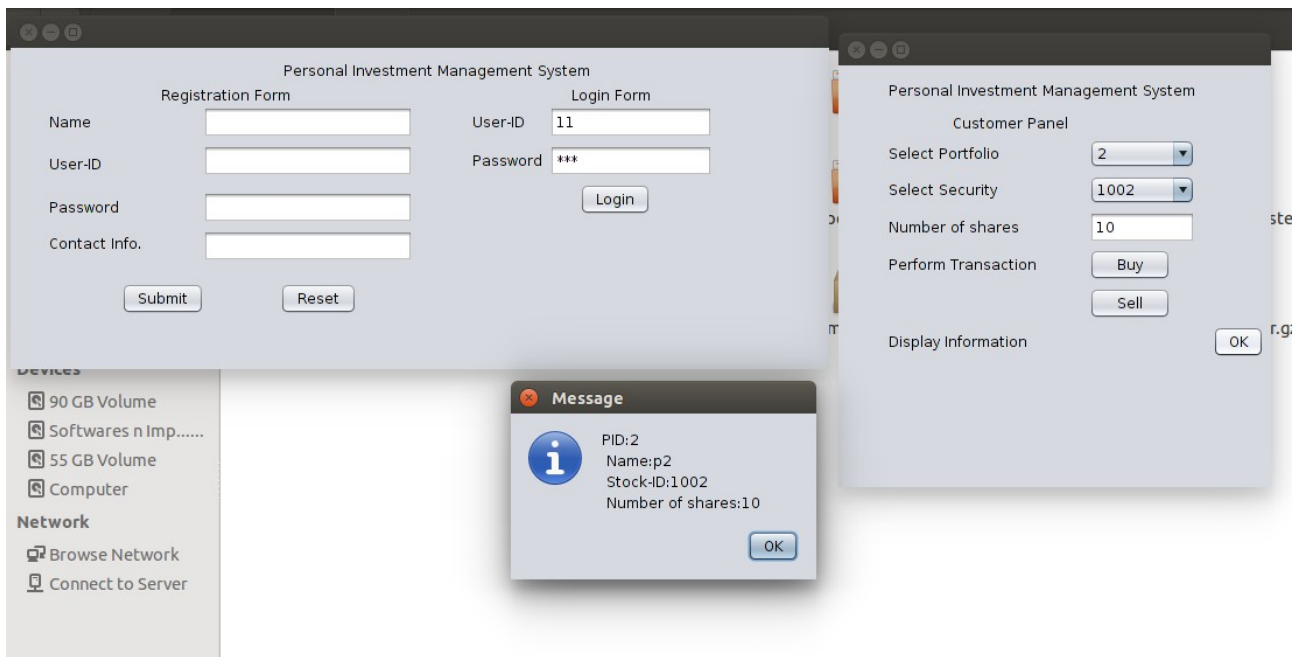 Personal Investment Management System
Registration Form
Login Form
Name
User-ID
11
User-ID
Password
***
Login
Password
Contact Info.
Submit
Reset
Personal Investment Management System
Customer Panel
Select Portfolio
2
Select Security
1002
Number of shares
10
Perform Transaction
Buy
Sell
Display Information
OK
Message
PID:2
Name:p2
Stock-ID:1002
Number of shares:10
OK
90 GB Volume
Softwares n Imp......
55 GB Volume
Computer
Network
Browse Network
Connect to Server
r.gz